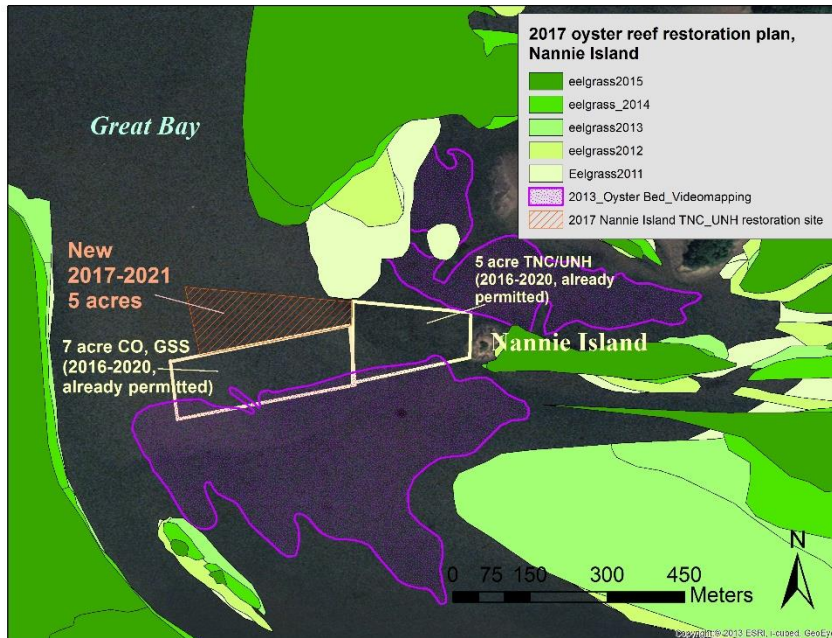 2017 oyster reef restoration plan,
Nannie Island
eelgrass2015
eelgrass_2014
eelgrass2013
eelgrass2012
Eelgrass2011
2013_Oyster Bed_Videomapping
2017 Nannie Island TNC_UNH restoration site
Great Bay
New
2017-2021
5 acres
5 acre TNC/UNH
(2016-2020, already
permitted)
7 acre CO, GSS
(2016-2020,
already permitted)
Nannie Island
N
0 75 150 300 450
Meters
Copyright:© 2013 ESRI, i-cubed, GeoEye